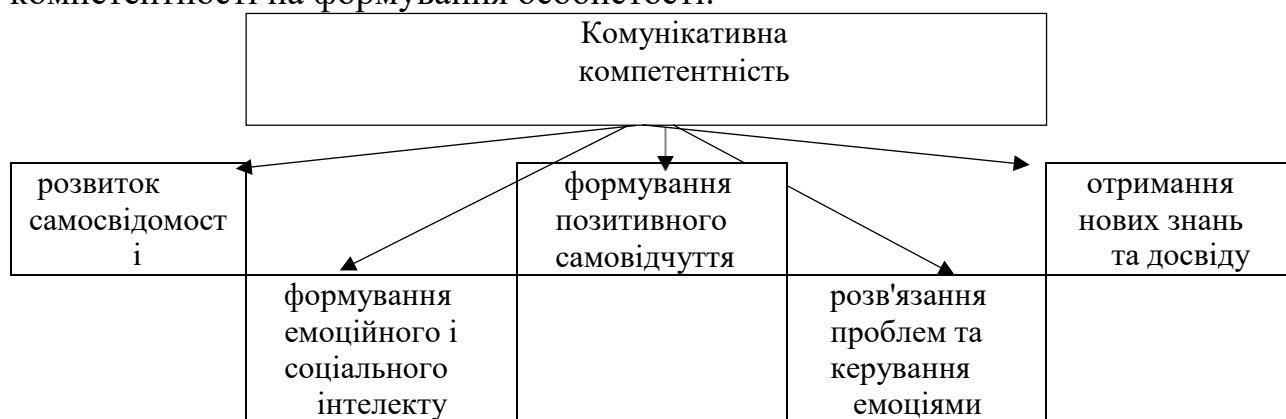 компетентності на формування особистості.
Комунікативна
компетентність
розвиток
самосвідомост
і
формування
позитивного
самовідчуття
отримання
нових знань
та досвіду
формування
емоційного і
соціального
інтелекту
розв'язання
проблем та
керування
емоціями